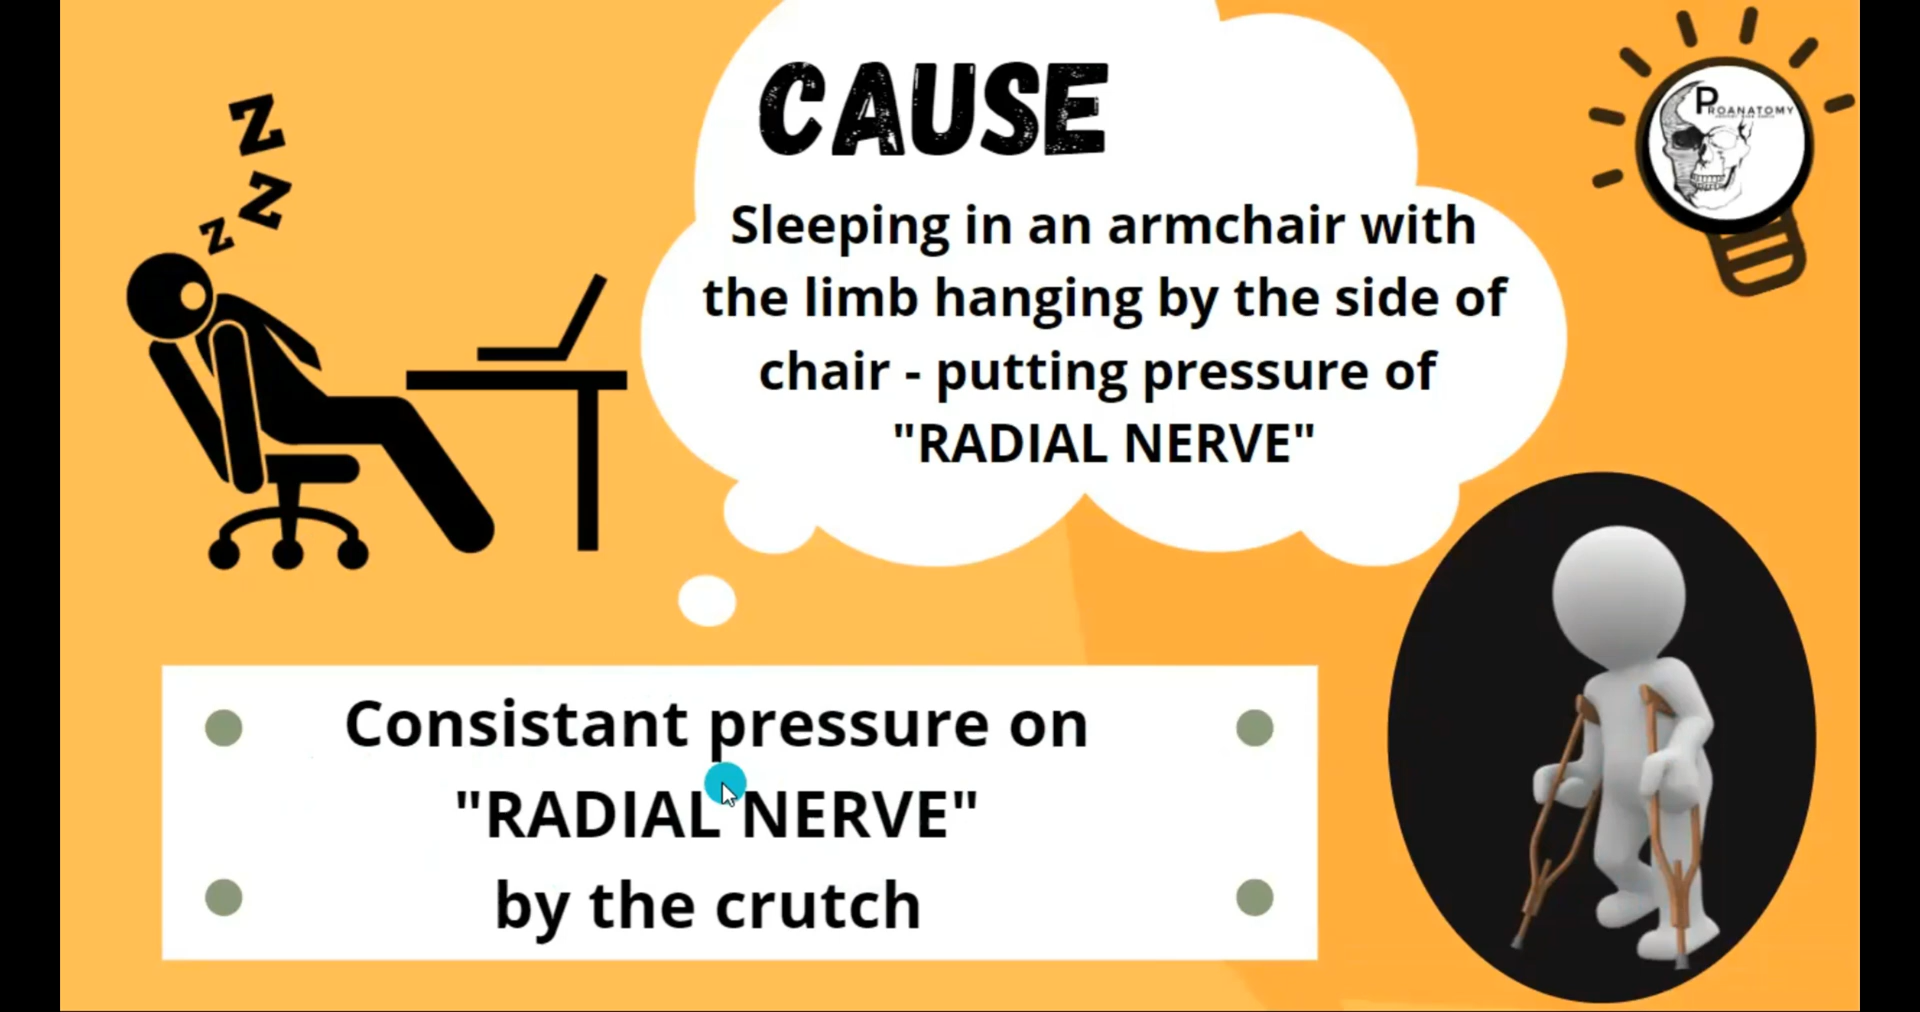 Z
Z
Z
CAUSE
PROANATOMY
Sleeping in an armchair with
the limb hanging by the side of
chair - putting pressure of
"RADIAL NERVE"
Consistant pressure on
"RADIAL NERVE"
by the crutch